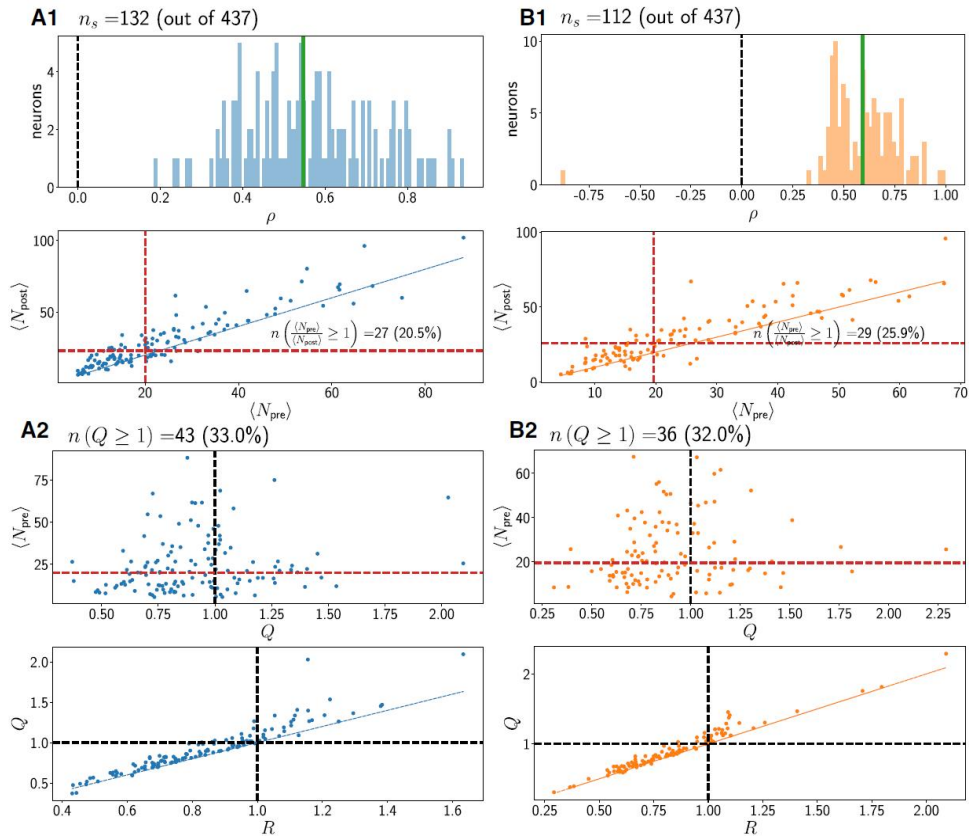 A1 n_s =132 (out of 437)
neurons
4
2
0
0.0 0.2 0.4 0.6 0.8
ρ
⟨N_post⟩
100
50
n(⟨N_pre⟩/⟨N_post⟩ ≥ 1) =27 (20.5%)
20 40 60 80
⟨N_pre⟩
A2 n (Q ≥ 1) =43 (33.0%)
⟨N_pre⟩
75
50
25
0.50 0.75 1.00 1.25 1.50 1.75 2.00
Q
Q
2.0
1.5
1.0
0.5
0.4 0.6 0.8 1.0 1.2 1.4 1.6
R
B1 n_s =112 (out of 437)
neurons
10
5
0
-0.75 -0.50 -0.25 0.00 0.25 0.50 0.75 1.00
ρ
⟨N_post⟩
100
50
0
n(⟨N_pre⟩/⟨N_post⟩ ≥ 1) =29 (25.9%)
10 20 30 40 50 60 70
⟨N_pre⟩
B2 n (Q ≥ 1) =36 (32.0%)
⟨N_pre⟩
60
40
20
0.25 0.50 0.75 1.00 1.25 1.50 1.75 2.00 2.25
Q
Q
2
1
0.25 0.50 0.75 1.00 1.25 1.50 1.75 2.00
R